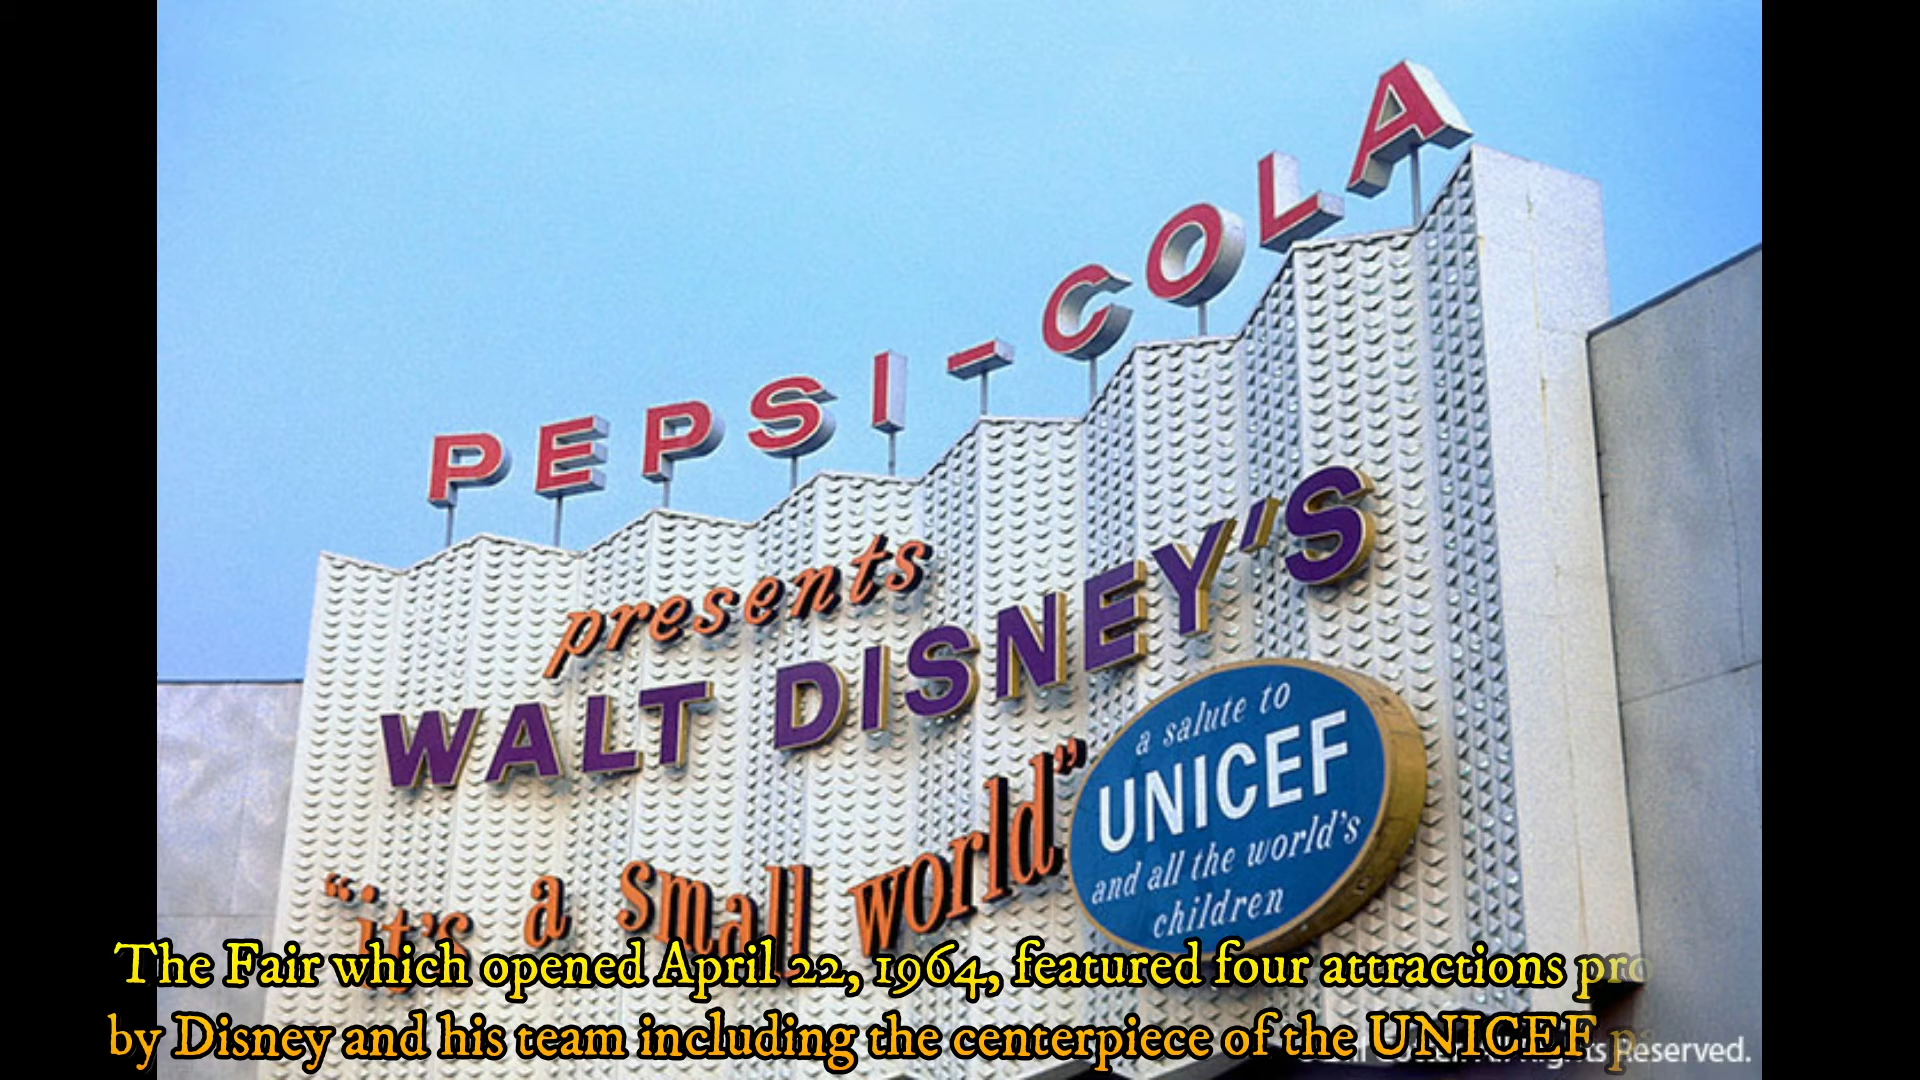 PEPSI-COLA
presents
WALT DISNEY'S
"it's a small world"
a salute to
UNICEF
and all the world's
children
The Fair which opened April 22, 1964, featured four attractions pro
by Disney and his team including the centerpiece of the UNICEF
Reserved.